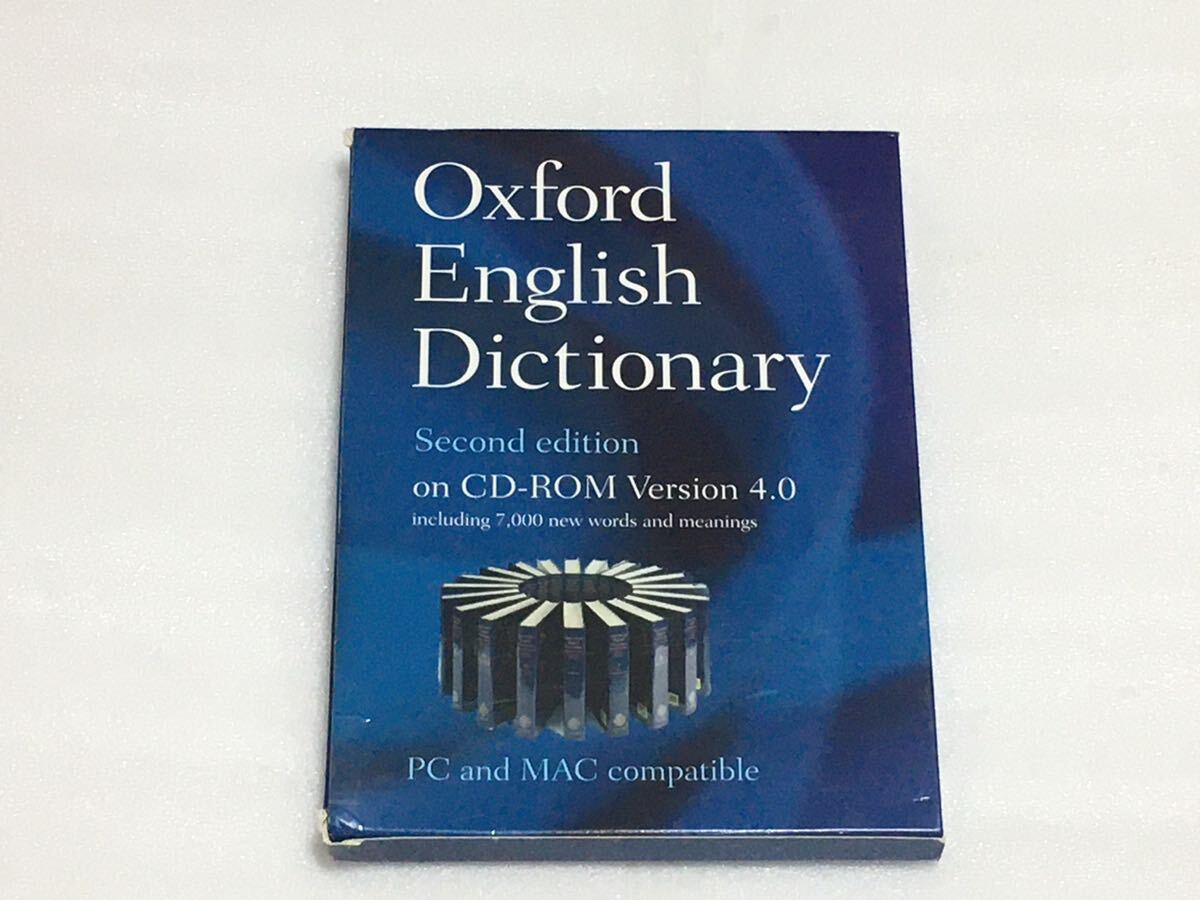 Oxford
English
Dictionary
Second edition
on CD-ROM Version 4.0
including 7,000 new words and meanings
PC and MAC compatible